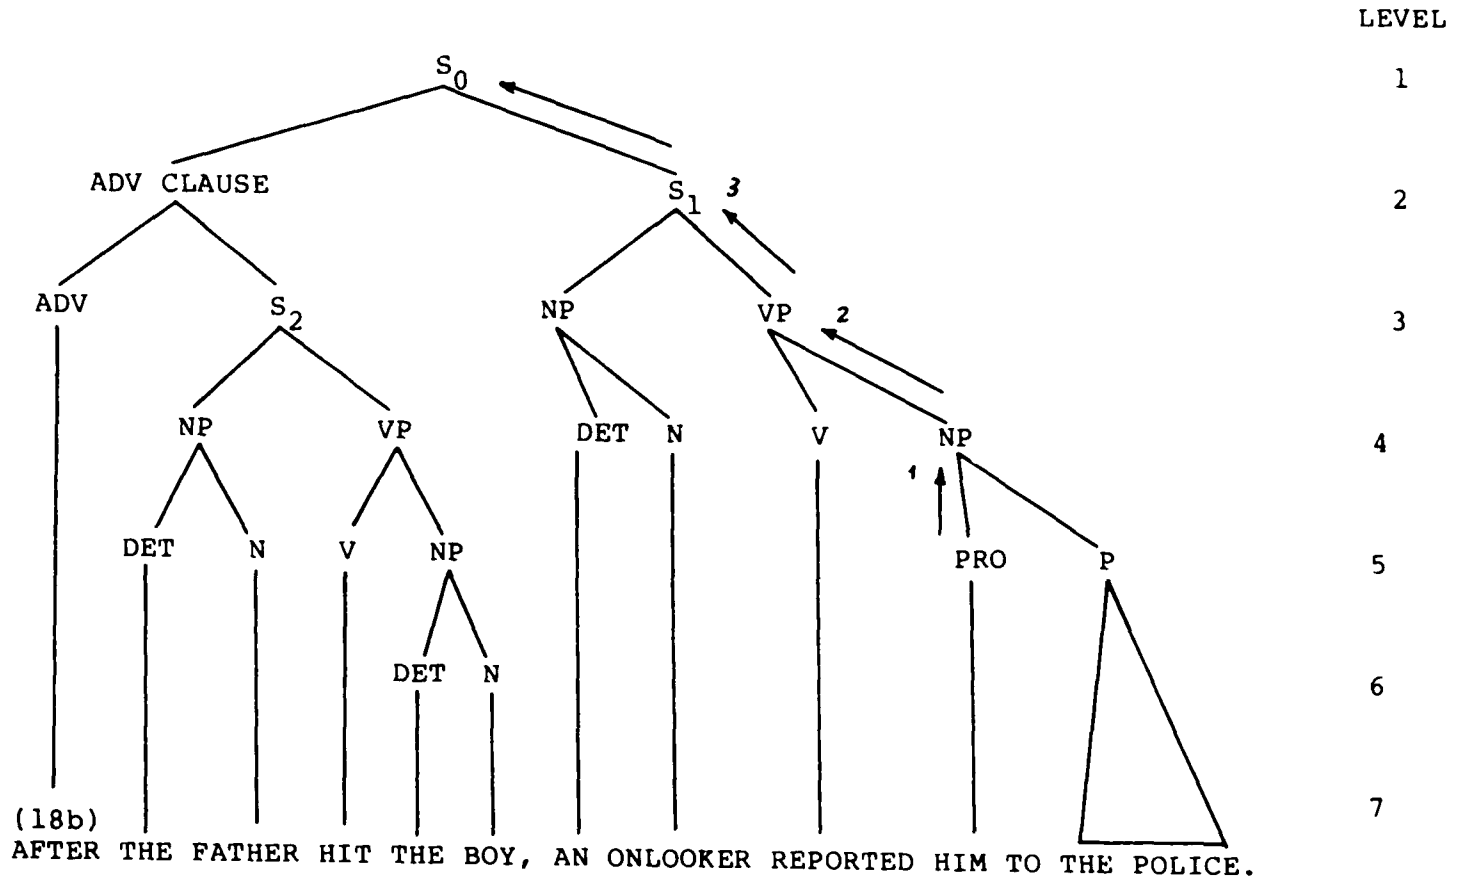 LEVEL
S0 1
ADV CLAUSE S1 3 2
ADV S2 NP VP 2 3
NP VP DET N V NP 4
1
DET N V NP PRO P 5
DET N 6
7
(18b)
AFTER THE FATHER HIT THE BOY, AN ONLOOKER REPORTED HIM TO THE POLICE.